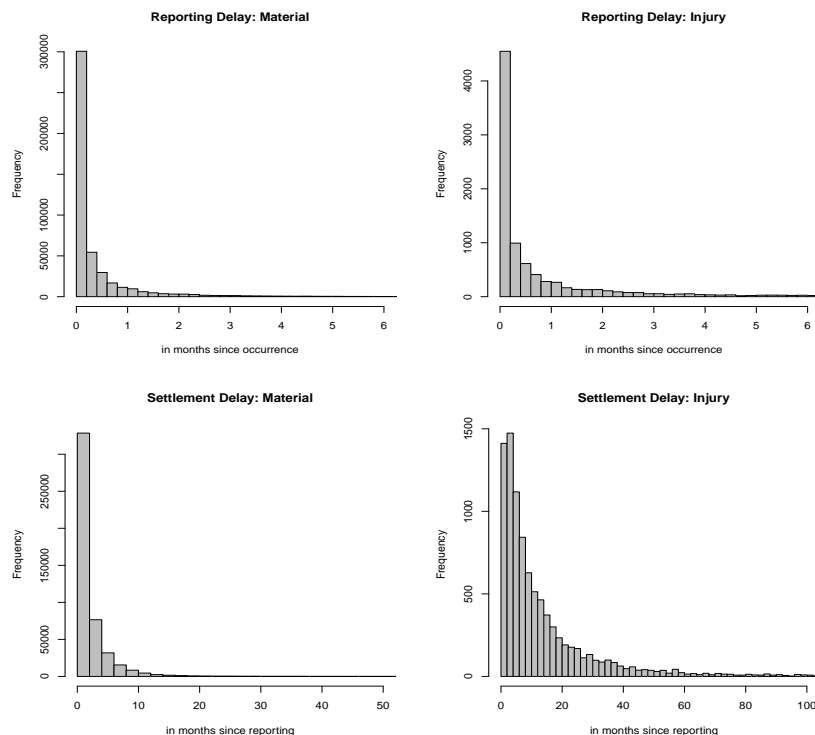 Reporting Delay: Material
Frequency
300000
100000
50000
0
0 1 2 3 4 5 6
in months since occurrence
Reporting Delay: Injury
Frequency
4000
3000
2000
1000
0
0 1 2 3 4 5 6
in months since occurrence
Settlement Delay: Material
Frequency
250000
150000
50000
0
0 10 20 30 40 50
in months since reporting
Settlement Delay: Injury
Frequency
1500
1000
500
0
0 20 40 60 80 100
in months since reporting